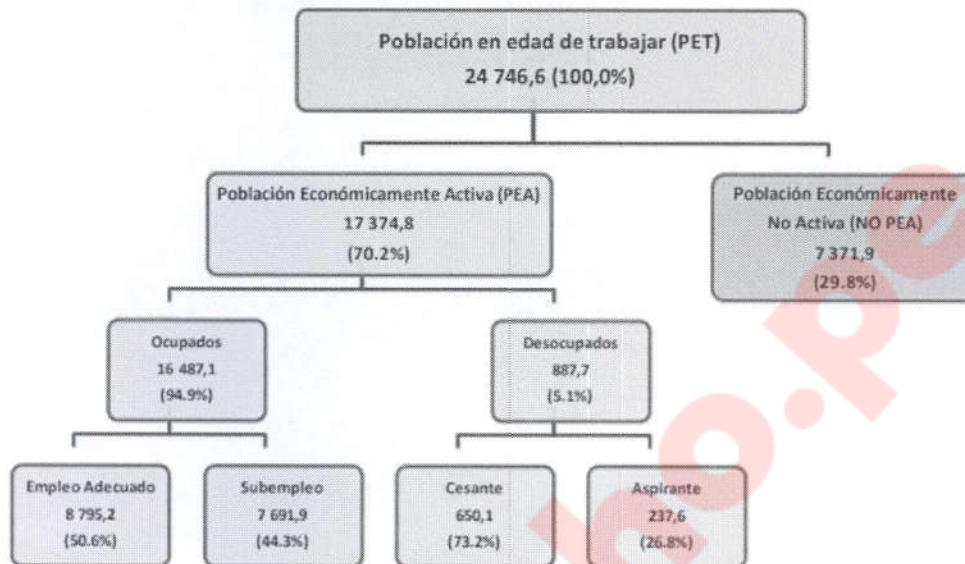 Población en edad de trabajar (PET)
24 746,6 (100,0%)
Población Económicamente Activa (PEA)
17 374,8
(70.2%)
Población Económicamente
No Activa (NO PEA)
7 371,9
(29.8%)
Ocupados
16 487,1
(94.9%)
Desocupados
887,7
(5.1%)
Empleo Adecuado
8 795,2
(50.6%)
Subempleo
7 691,9
(44.3%)
Cesante
650,1
(73.2%)
Aspirante
237,6
(26.8%)
ho.pe